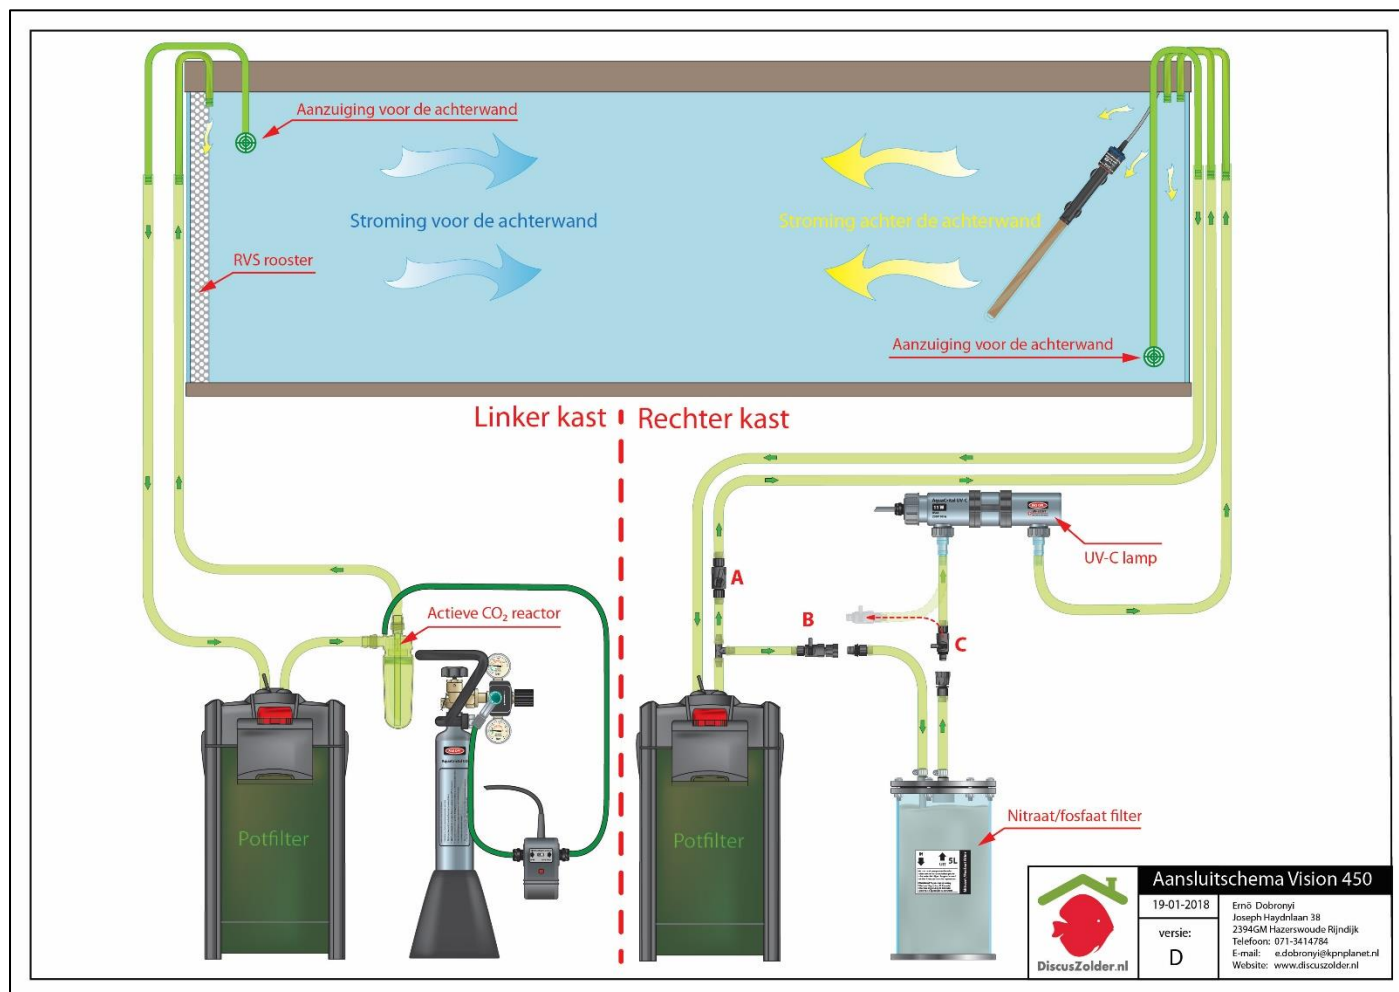 Aanzuiging voor de achterwand
Stroming voor de achterwand
Stroming achter de achterwand
RVS rooster
Aanzuiging voor de achterwand
Linker kast
Rechter kast
11 W
UV-C lamp
A
B
C
Actieve CO₂ reactor
Potfilter
Potfilter
Nitraat/fosfaat filter
IN
5L
Aansluitschema Vision 450
19-01-2018
versie:
D
Ernö Dobronyi
Joseph Haydnlaan 38
2394GM Hazerswoude Rijndijk
Telefoon: 071-3414784
E-mail: e.dobronyi@kpnplanet.nl
Website: www.discuszolder.nl
DiscusZolder.nl